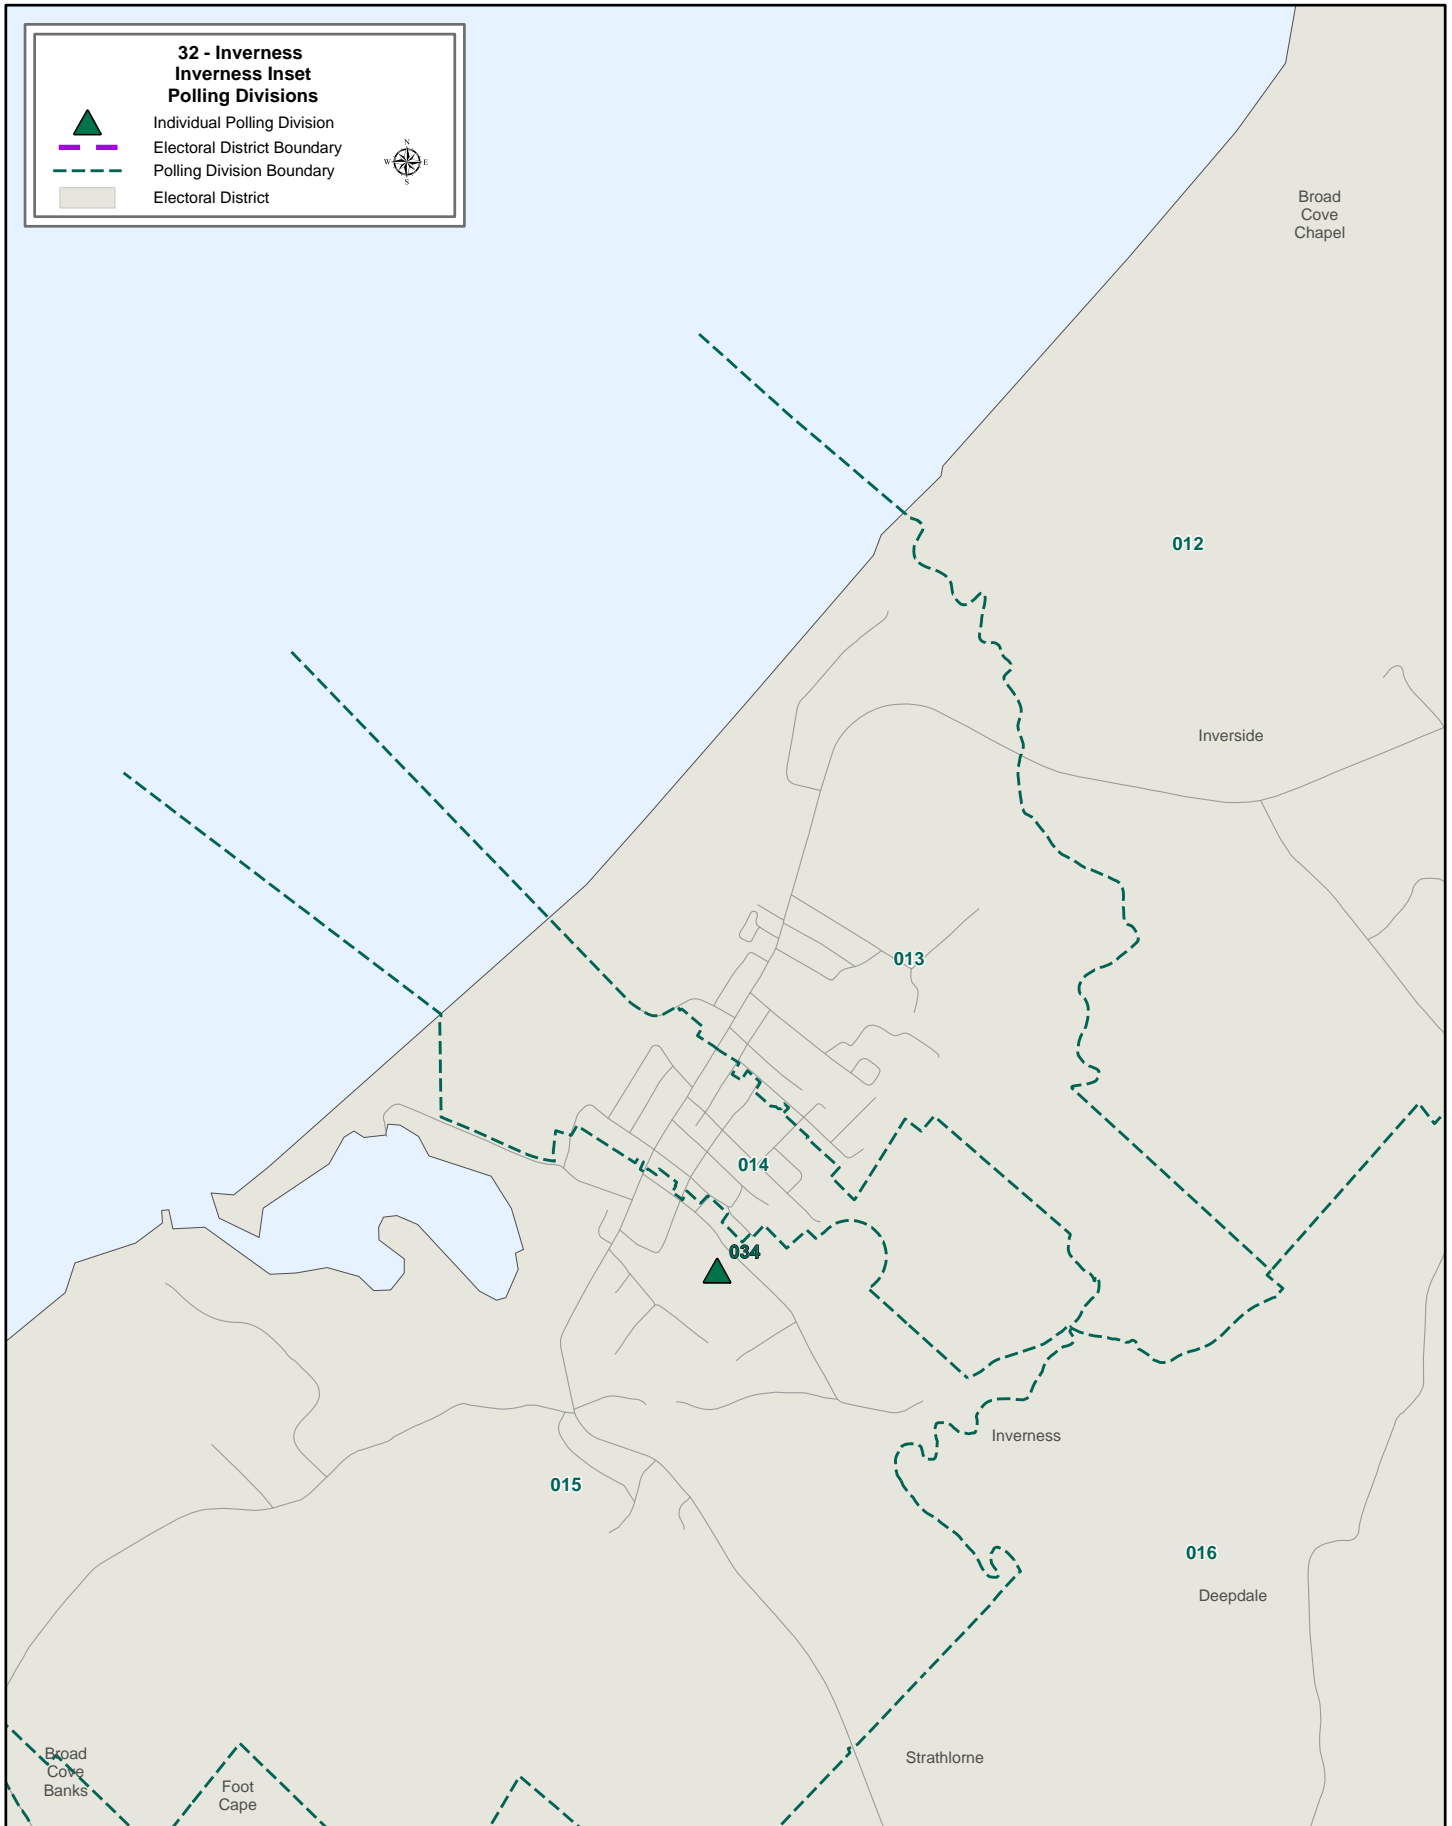 32 - Inverness
Inverness Inset
Polling Divisions
Individual Polling Division
Electoral District Boundary
Polling Division Boundary
Electoral District
N
W E
S
Broad
Cove
Chapel
012
Inverside
013
014
034
Inverness
015
016
Deepdale
Broad
Cove
Banks
Foot
Cape
Strathlorne